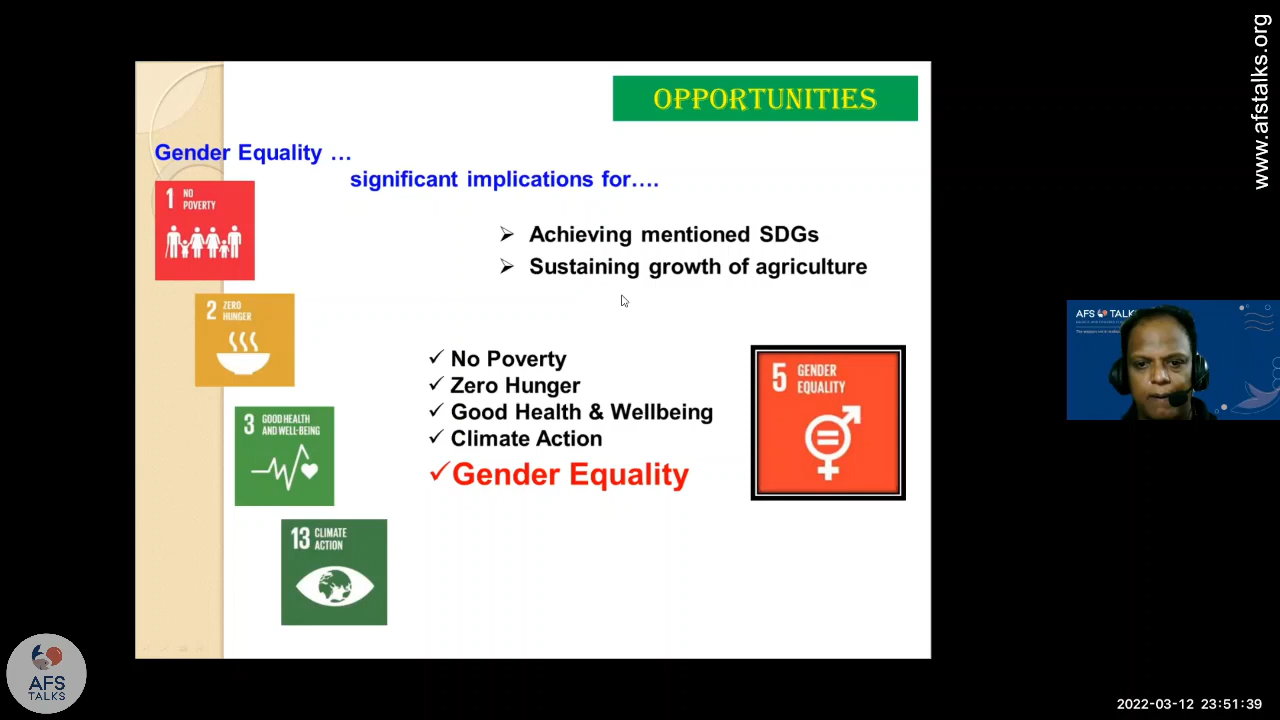 www.afstalks.org
OPPORTUNITIES
Gender Equality …
significant implications for….
1 NO
POVERTY
➢ Achieving mentioned SDGs
➢ Sustaining growth of agriculture
2 ZERO
HUNGER
✓ No Poverty
✓ Zero Hunger
✓ Good Health & Wellbeing
✓ Climate Action
✓Gender Equality
5 GENDER
EQUALITY
3 GOOD HEALTH
AND WELL-BEING
13 CLIMATE
ACTION
AFS TALK
AFS
TALKS
2022-03-12 23:51:39